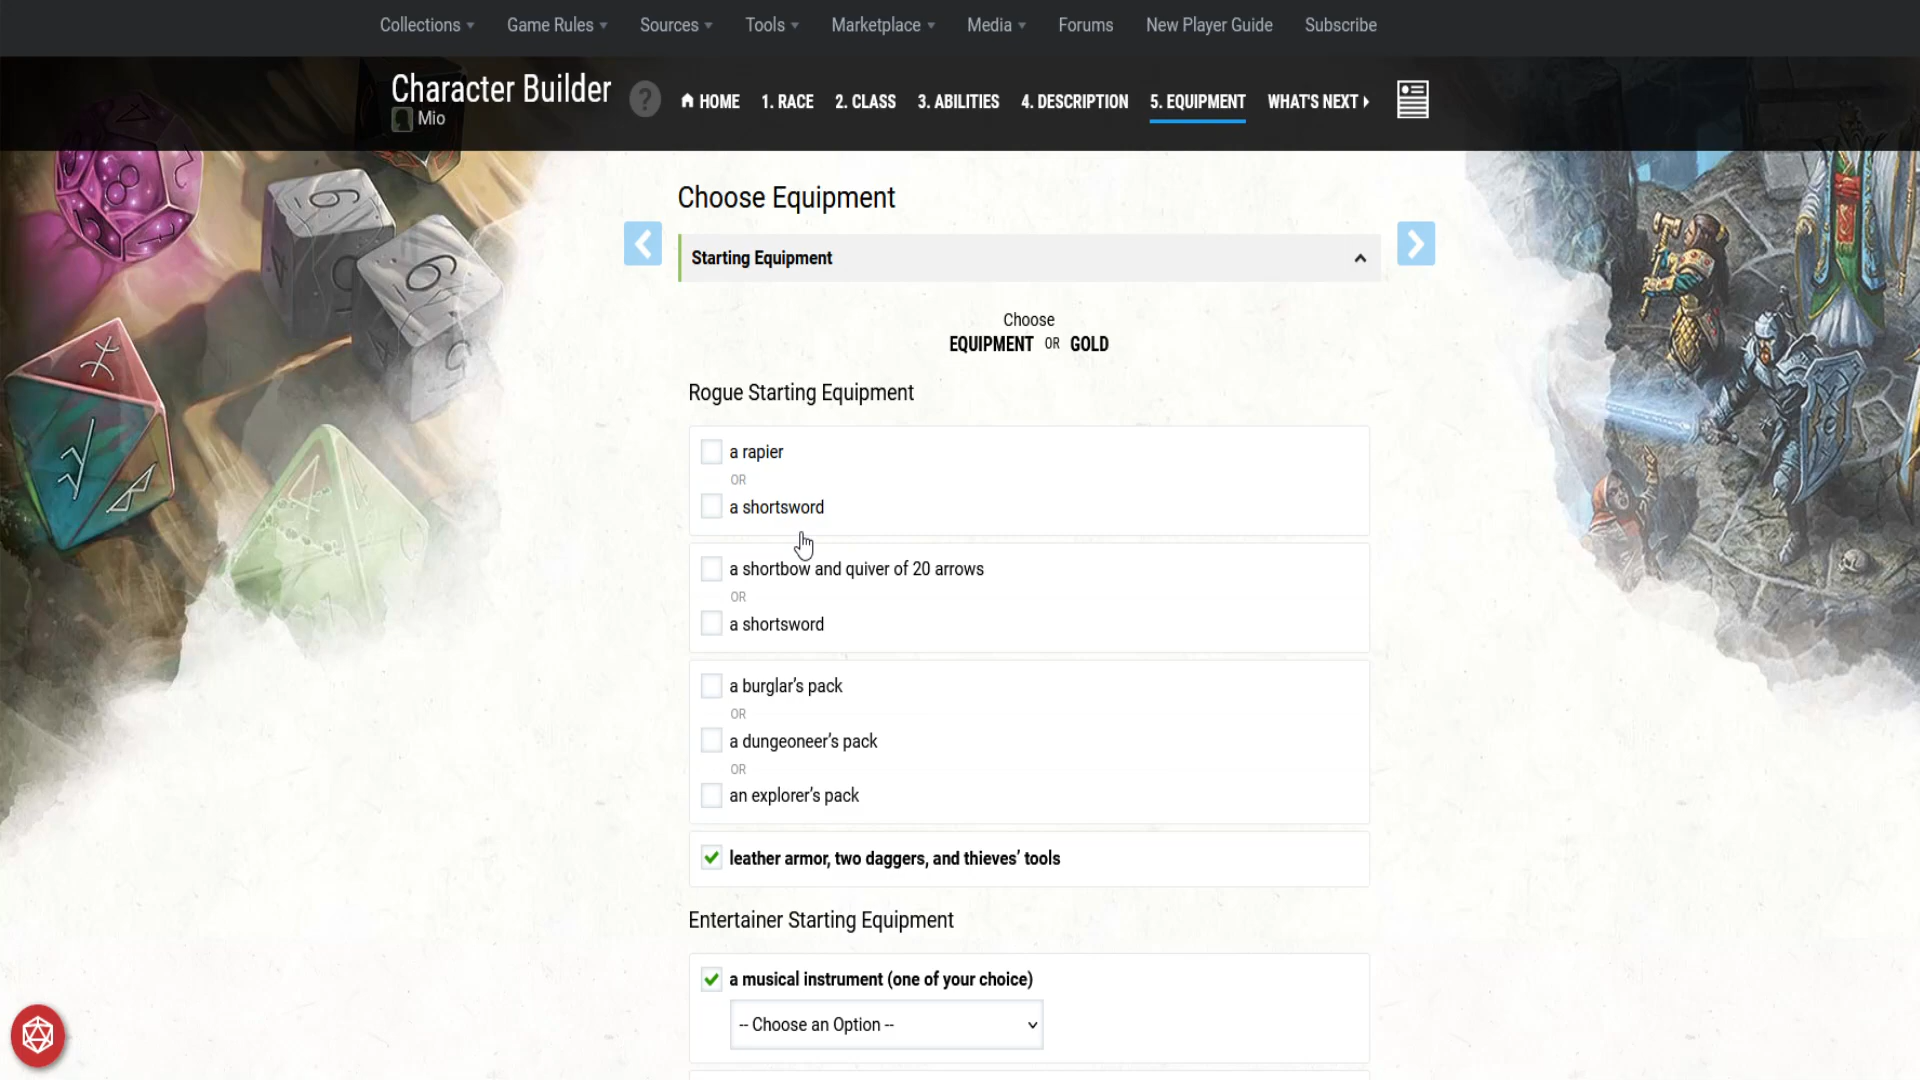 Collections Game Rules Sources Tools Marketplace Media Forums New Player Guide Subscribe
Character Builder
Mio
? HOME 1. RACE 2. CLASS 3. ABILITIES 4. DESCRIPTION 5. EQUIPMENT WHAT'S NEXT
Choose Equipment
Starting Equipment
Choose
EQUIPMENT OR GOLD
Rogue Starting Equipment
a rapier
OR
a shortsword
a shortbow and quiver of 20 arrows
OR
a shortsword
a burglar's pack
OR
a dungeoneer's pack
OR
an explorer's pack
leather armor, two daggers, and thieves' tools
Entertainer Starting Equipment
a musical instrument (one of your choice)
-- Choose an Option --